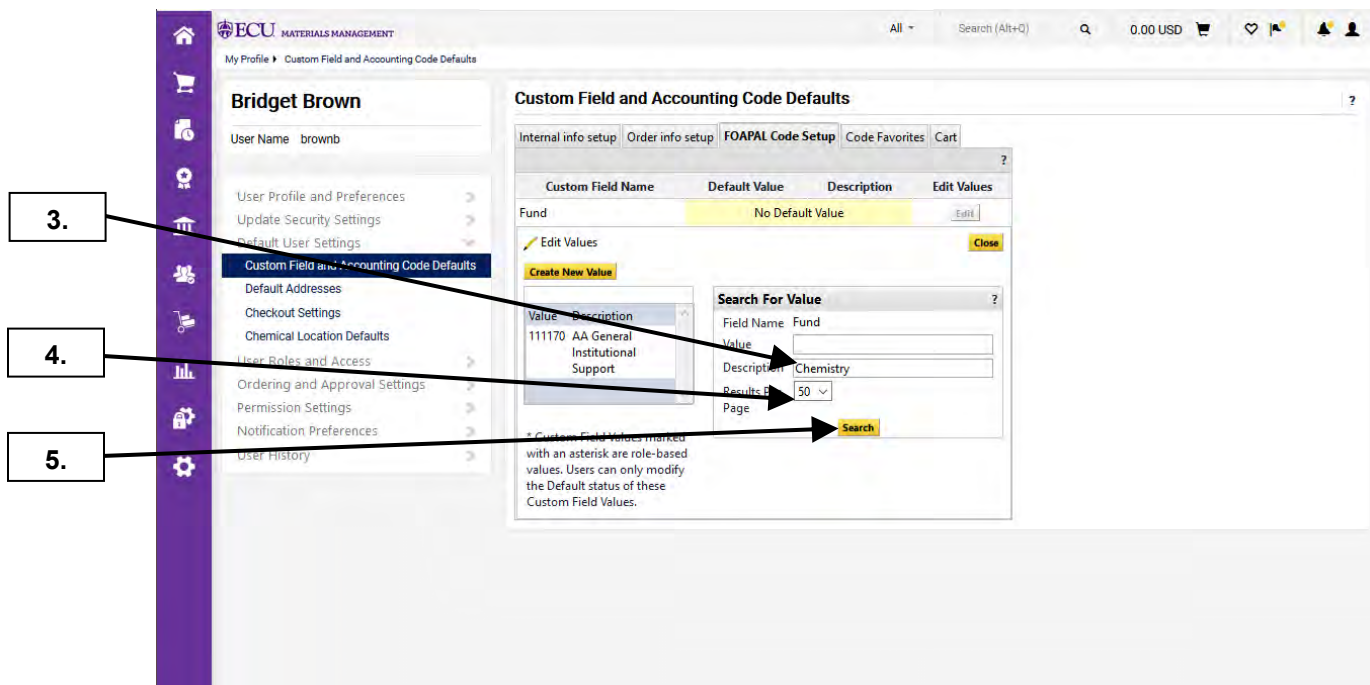 ECU MATERIALS MANAGEMENT
All
Search (Alt+Q)
0.00 USD
My Profile Custom Field and Accounting Code Defaults
Bridget Brown
User Name brownb
User Profile and Preferences
Update Security Settings
Default User Settings
Custom Field and Accounting Code Defaults
Default Addresses
Checkout Settings
Chemical Location Defaults
User Roles and Access
Ordering and Approval Settings
Permission Settings
Notification Preferences
User History
3.
4.
5.
Custom Field and Accounting Code Defaults
?
Internal info setup Order info setup FOAPAL Code Setup Code Favorites Cart
?
Custom Field Name Default Value Description Edit Values
Fund No Default Value Edit
Edit Values Close
Create New Value
Value Description
111170 AA General
Institutional
Support
* Custom Field Values marked
with an asterisk are role-based
values. Users can only modify
the Default status of these
Custom Field Values.
Search For Value ?
Field Name Fund
Value
Description Chemistry
Results Per 50
Page
Search